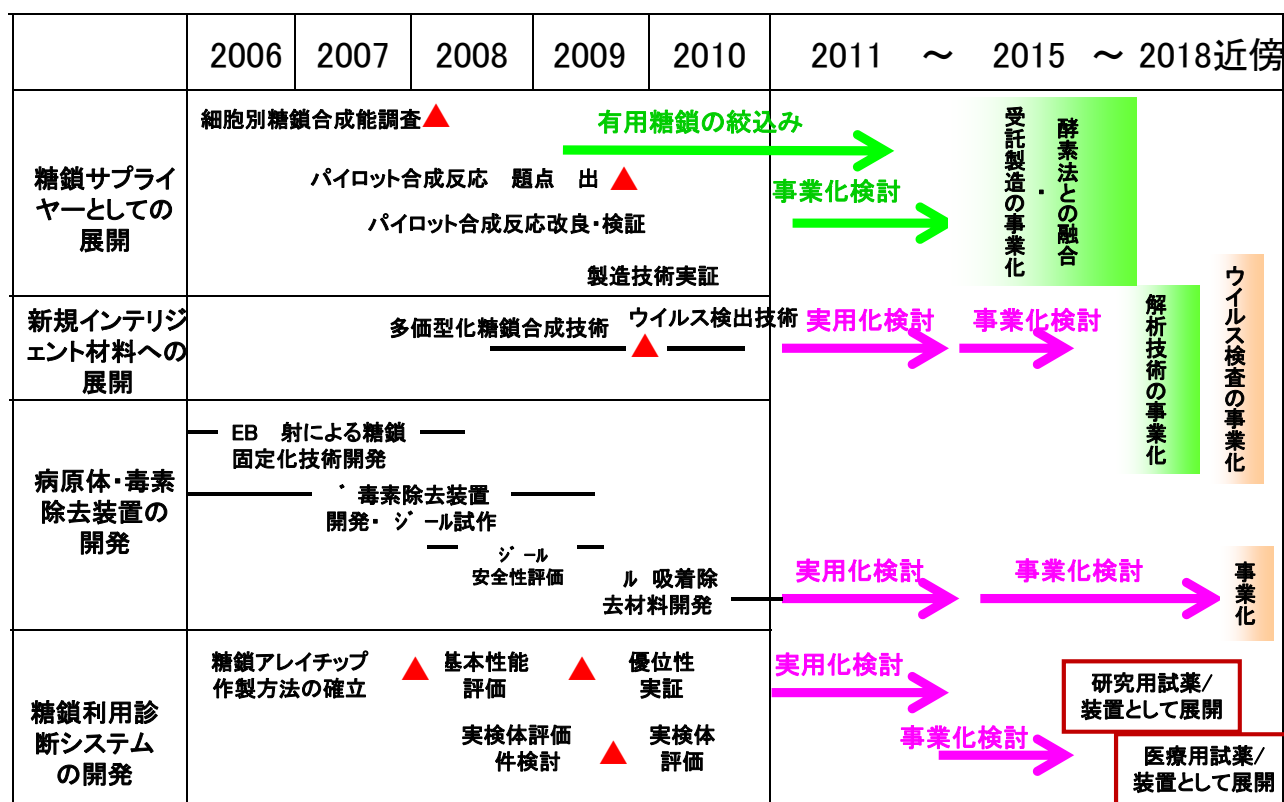 2006 2007 2008 2009 2010 2011 ～ 2015 ～ 2018近傍
糖鎖サプライ
ヤーとしての
展開
細胞別糖鎖合成能調査
有用糖鎖の絞込み
パイロット合成反応 題点 出
事業化検討
パイロット合成反応改良・検証
製造技術実証
酵素法との融合
・
受託製造の事業化
新規インテリジ
ェント材料への
展開
多価型化糖鎖合成技術
ウイルス検出技術
実用化検討
事業化検討
解析技術の事業化
ウイルス検査の事業化
病原体・毒素
除去装置の
開発
EB 射による糖鎖
固定化技術開発
毒素除去装置
開発・ ジ ール試作
ジ ール
安全性評価
ル 吸着除
去材料開発
実用化検討
事業化検討
事業化
糖鎖利用診
断システム
の開発
糖鎖アレイチップ
作製方法の確立
基本性能
評価
優位性
実証
実検体評価
件検討
実検体
評価
実用化検討
事業化検討
研究用試薬/
装置として展開
医療用試薬/
装置として展開